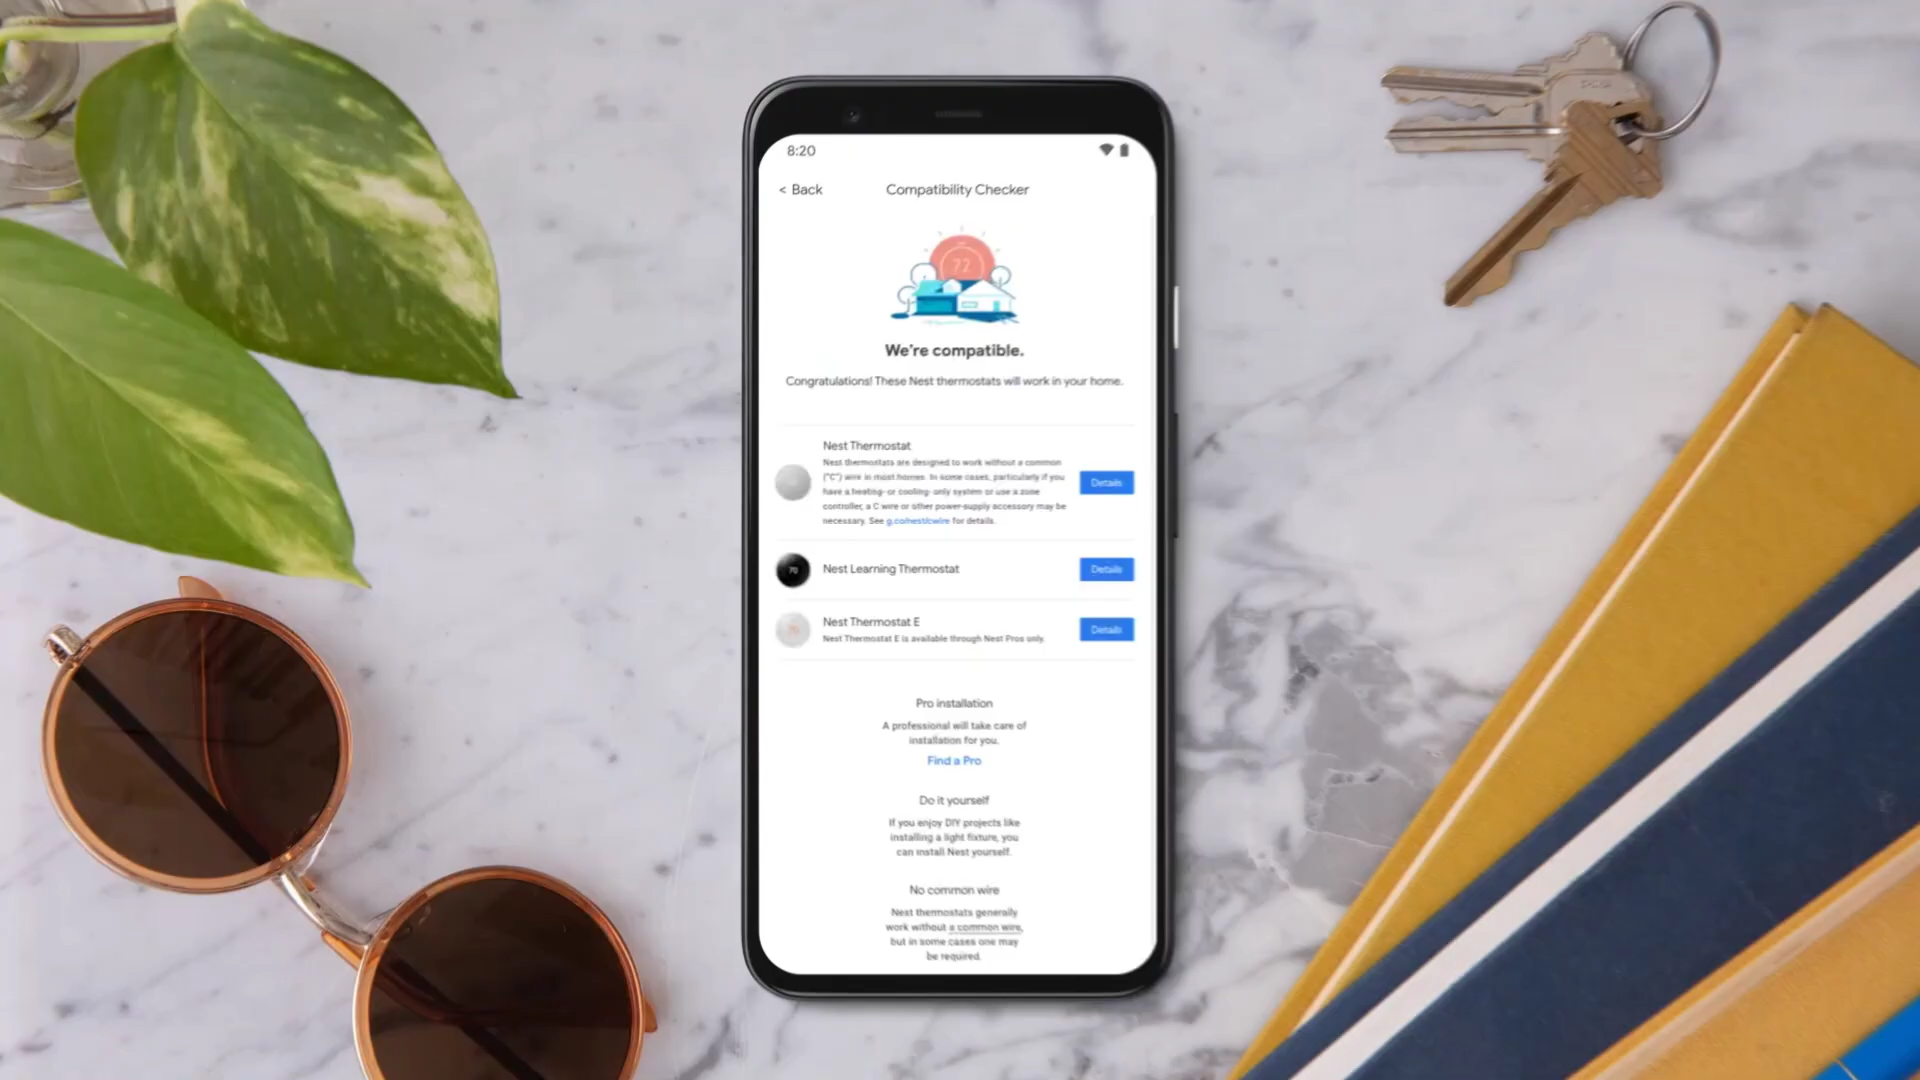 8:20
< Back
Compatibility Checker
72
We're compatible.
Congratulations! These Nest thermostats will work in your home.
Nest Thermostat
Nest thermostats are designed to work without a common
("C") wire in most homes. In some cases, particularly if you
have a heating- or cooling- only system or use a zone
controller, a C wire or other power-supply accessory may be
necessary. See g.co/nest/cwire for details.
Details
70
Nest Learning Thermostat
Details
70
Nest Thermostat E
Nest Thermostat E is available through Nest Pros only.
Details
Pro installation
A professional will take care of
installation for you.
Find a Pro
Do it yourself
If you enjoy DIY projects like
installing a light fixture, you
can install Nest yourself.
No common wire
Nest thermostats generally
work without a common wire,
but in some cases one may
be required.